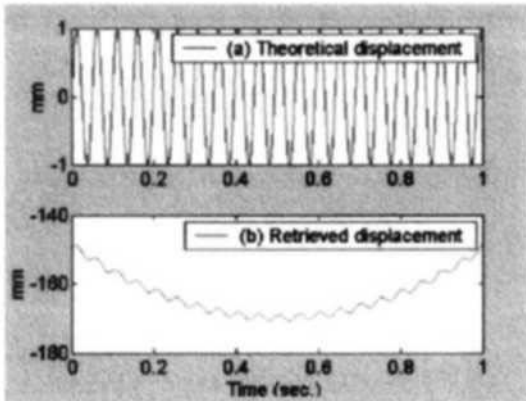 1
(a) Theoretical displacement
mm
0
-1
0 0.2 0.4 0.6 0.8 1
-140
(b) Retrieved displacement
mm
-160
-180
0 0.2 0.4 0.6 0.8 1
Time (sec.)